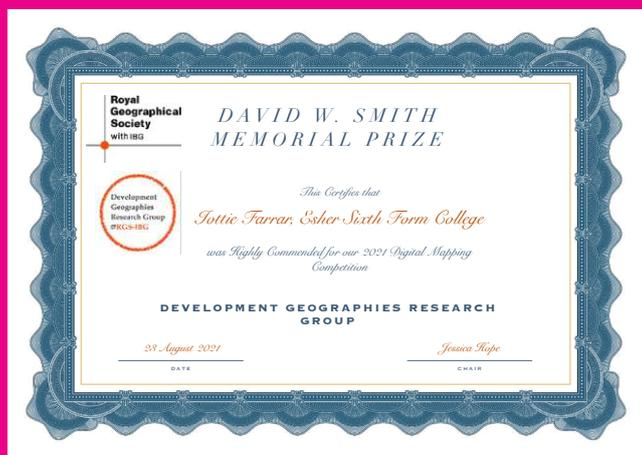 Royal
Geographical
Society
with IBG
DAVID W. SMITH
MEMORIAL PRIZE
Development
Geographies
Research Group
@RGS-IBG
This Certifies that
Tottie Farrar, Esher Sixth Form College
was Highly Commended for our 2021 Digital Mapping
Competition
DEVELOPMENT GEOGRAPHIES RESEARCH
GROUP
23 August 2021
Jessica Hope
DATE
CHAIR